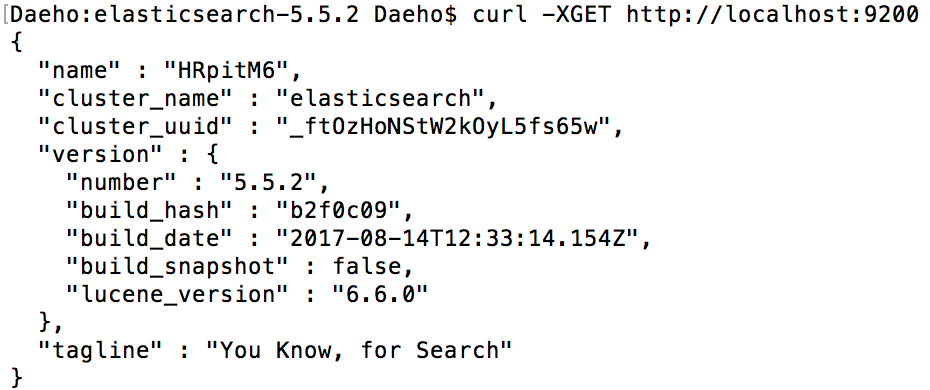 [Daeho:elasticsearch-5.5.2 Daeho$ curl -XGET http://localhost:9200
{
  "name" : "HRpitM6",
  "cluster_name" : "elasticsearch",
  "cluster_uuid" : "_ftOzHoNStW2kOyL5fs65w",
  "version" : {
    "number" : "5.5.2",
    "build_hash" : "b2f0c09",
    "build_date" : "2017-08-14T12:33:14.154Z",
    "build_snapshot" : false,
    "lucene_version" : "6.6.0"
  },
  "tagline" : "You Know, for Search"
}